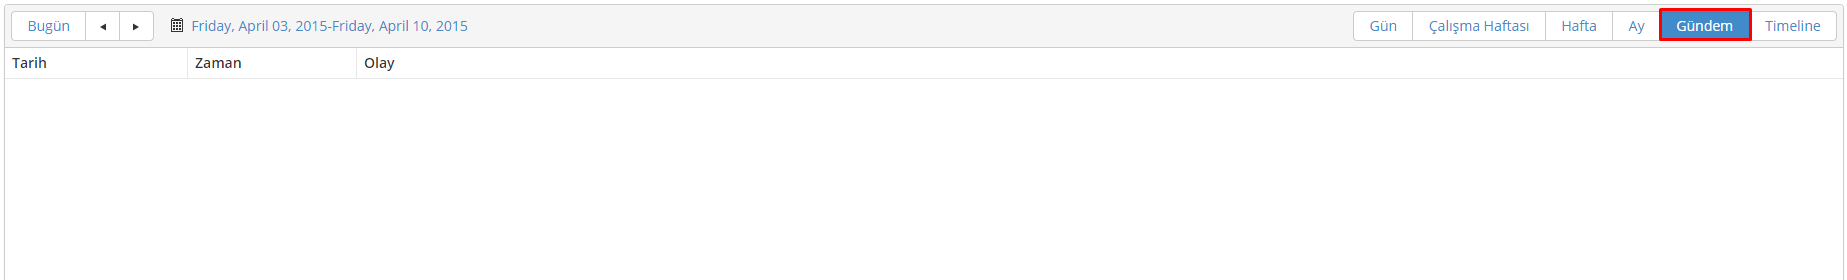 Bugün Friday, April 03, 2015-Friday, April 10, 2015 Gün Çalışma Haftası Hafta Ay Gündem Timeline
Tarih Zaman Olay